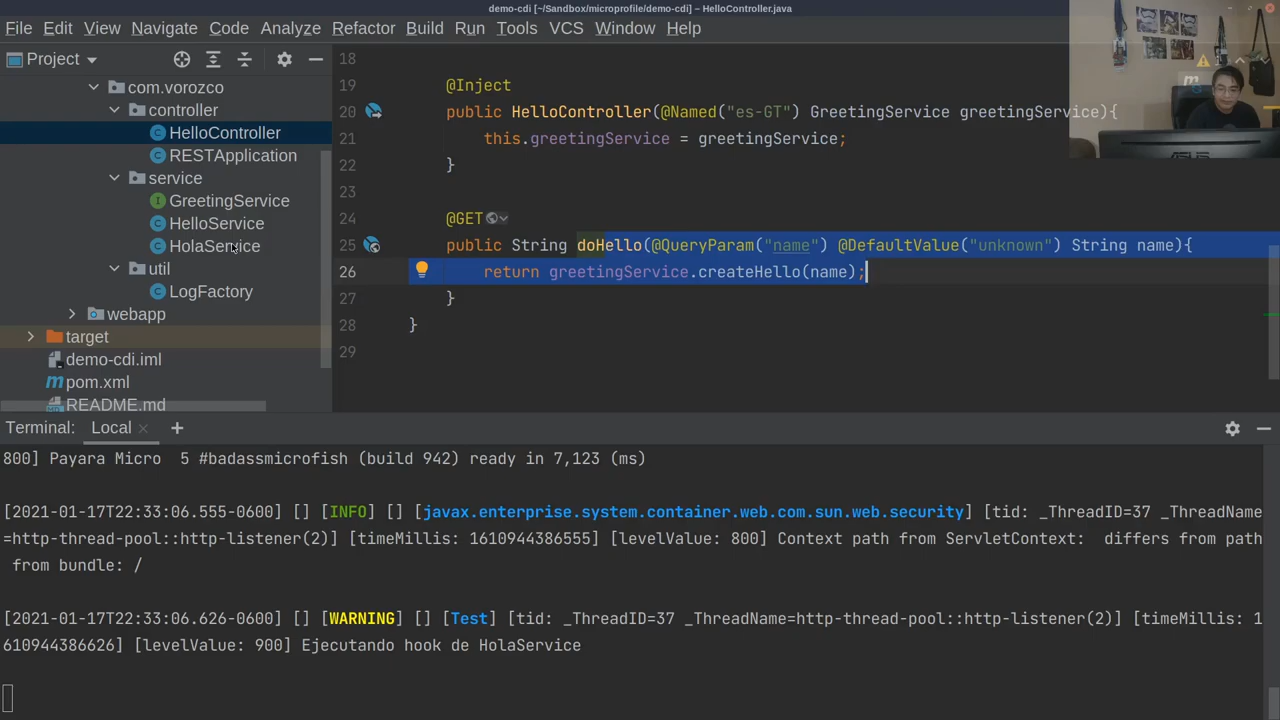 demo-cdi [~/Sandbox/microprofile/demo-cdi] – HelloController.java
File Edit View Navigate Code Analyze Refactor Build Run Tools VCS Window Help
Project
com.vorozco
controller
HelloController
RESTApplication
service
GreetingService
HelloService
HolaService
util
LogFactory
webapp
target
demo-cdi.iml
pom.xml
README.md
18
19 @Inject
20 public HelloController(@Named("es-GT") GreetingService greetingService){
21 this.greetingService = greetingService;
22 }
23
24 @GET
25 public String doHello(@QueryParam("name") @DefaultValue("unknown") String name){
26 return greetingService.createHello(name);
27 }
28 }
29
Terminal: Local
800] Payara Micro  5 #badassmicrofish (build 942) ready in 7,123 (ms)
[2021-01-17T22:33:06.555-0600] [] [INFO] [] [javax.enterprise.system.container.web.com.sun.web.security] [tid: _ThreadID=37 _ThreadName
=http-thread-pool::http-listener(2)] [timeMillis: 1610944386555] [levelValue: 800] Context path from ServletContext:  differs from path
from bundle: /
[2021-01-17T22:33:06.626-0600] [] [WARNING] [] [Test] [tid: _ThreadID=37 _ThreadName=http-thread-pool::http-listener(2)] [timeMillis: 1
610944386626] [levelValue: 900] Ejecutando hook de HolaService